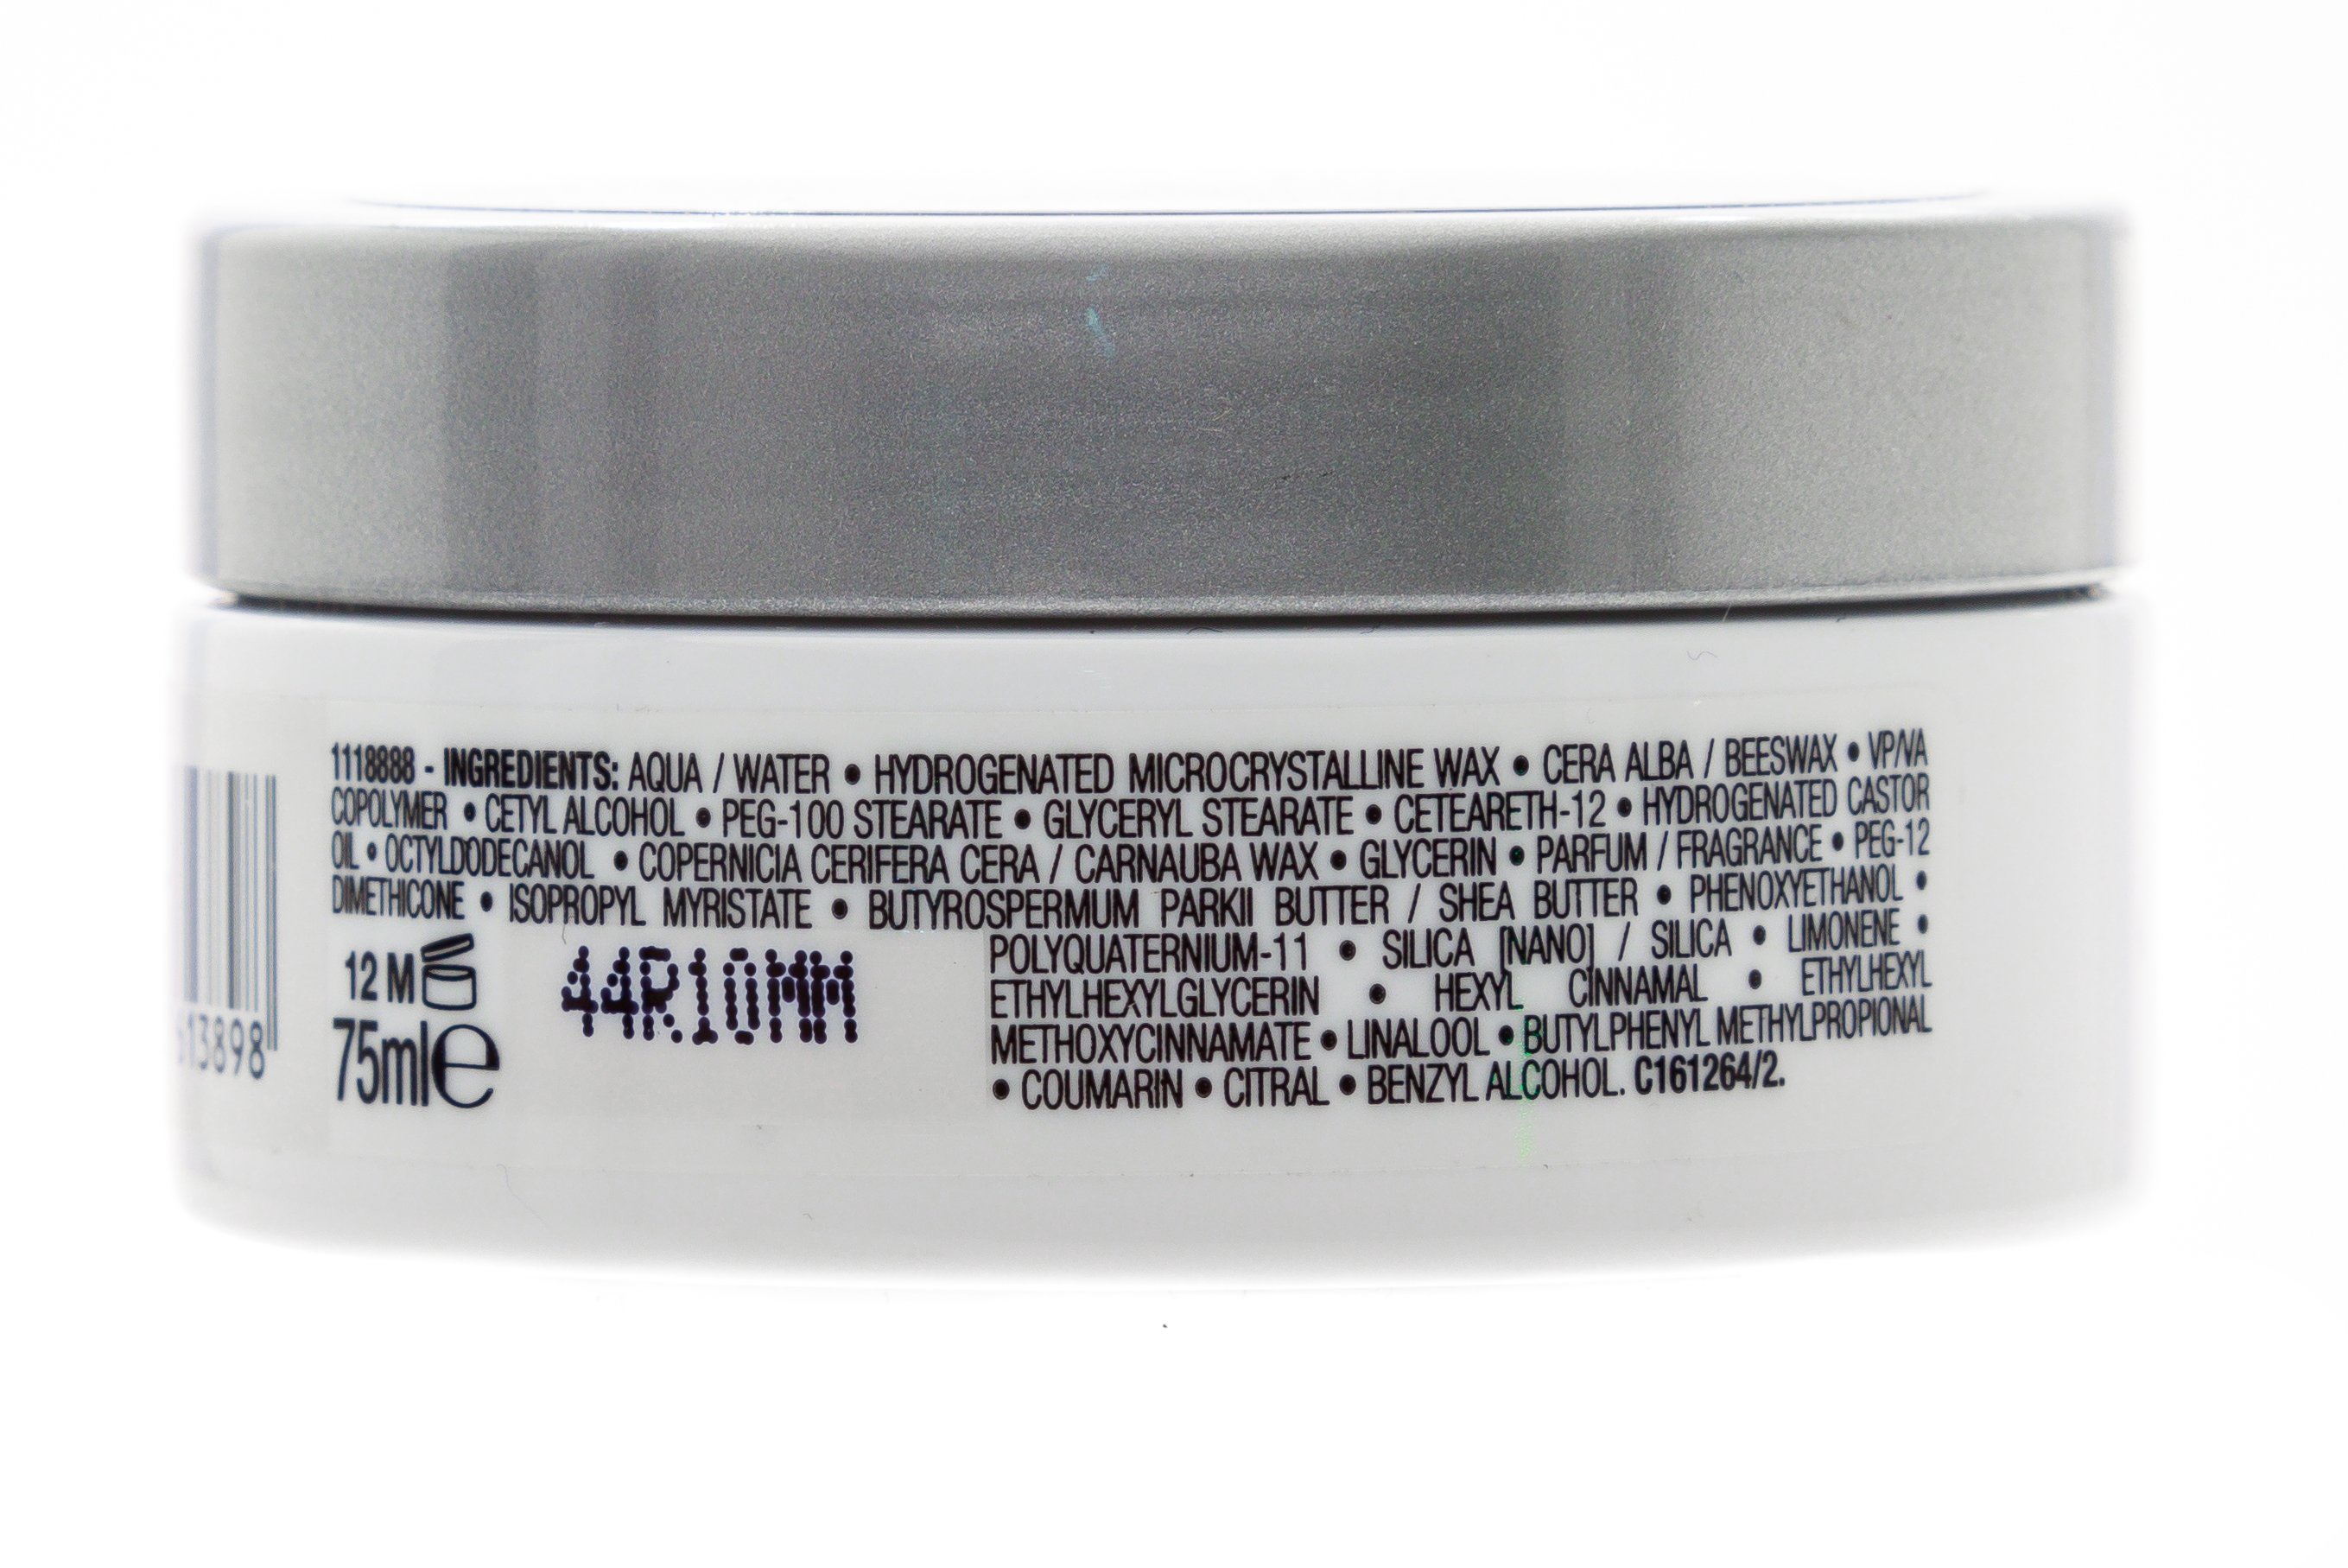 1118888 - INGREDIENTS: AQUA / WATER • HYDROGENATED MICROCRYSTALLINE WAX • CERA ALBA / BEESWAX • VP/VA
COPOLYMER • CETYL ALCOHOL • PEG-100 STEARATE • GLYCERYL STEARATE • CETEARETH-12 • HYDROGENATED CASTOR
OIL • OCTYLDODECANOL • COPERNICIA CERIFERA CERA / CARNAUBA WAX • GLYCERIN • PARFUM / FRAGRANCE • PEG-12
DIMETHICONE • ISOPROPYL MYRISTATE • BUTYROSPERMUM PARKII BUTTER / SHEA BUTTER • PHENOXYETHANOL •
POLYQUATERNIUM-11 • SILICA [NANO] / SILICA • LIMONENE •
ETHYLHEXYLGLYCERIN • HEXYL CINNAMAL • ETHYLHEXYL
METHOXYCINNAMATE • LINALOOL • BUTYLPHENYL METHYLPROPIONAL
• COUMARIN • CITRAL • BENZYL ALCOHOL. C161264/2.
12 M
44R10MM
75ml e
13898